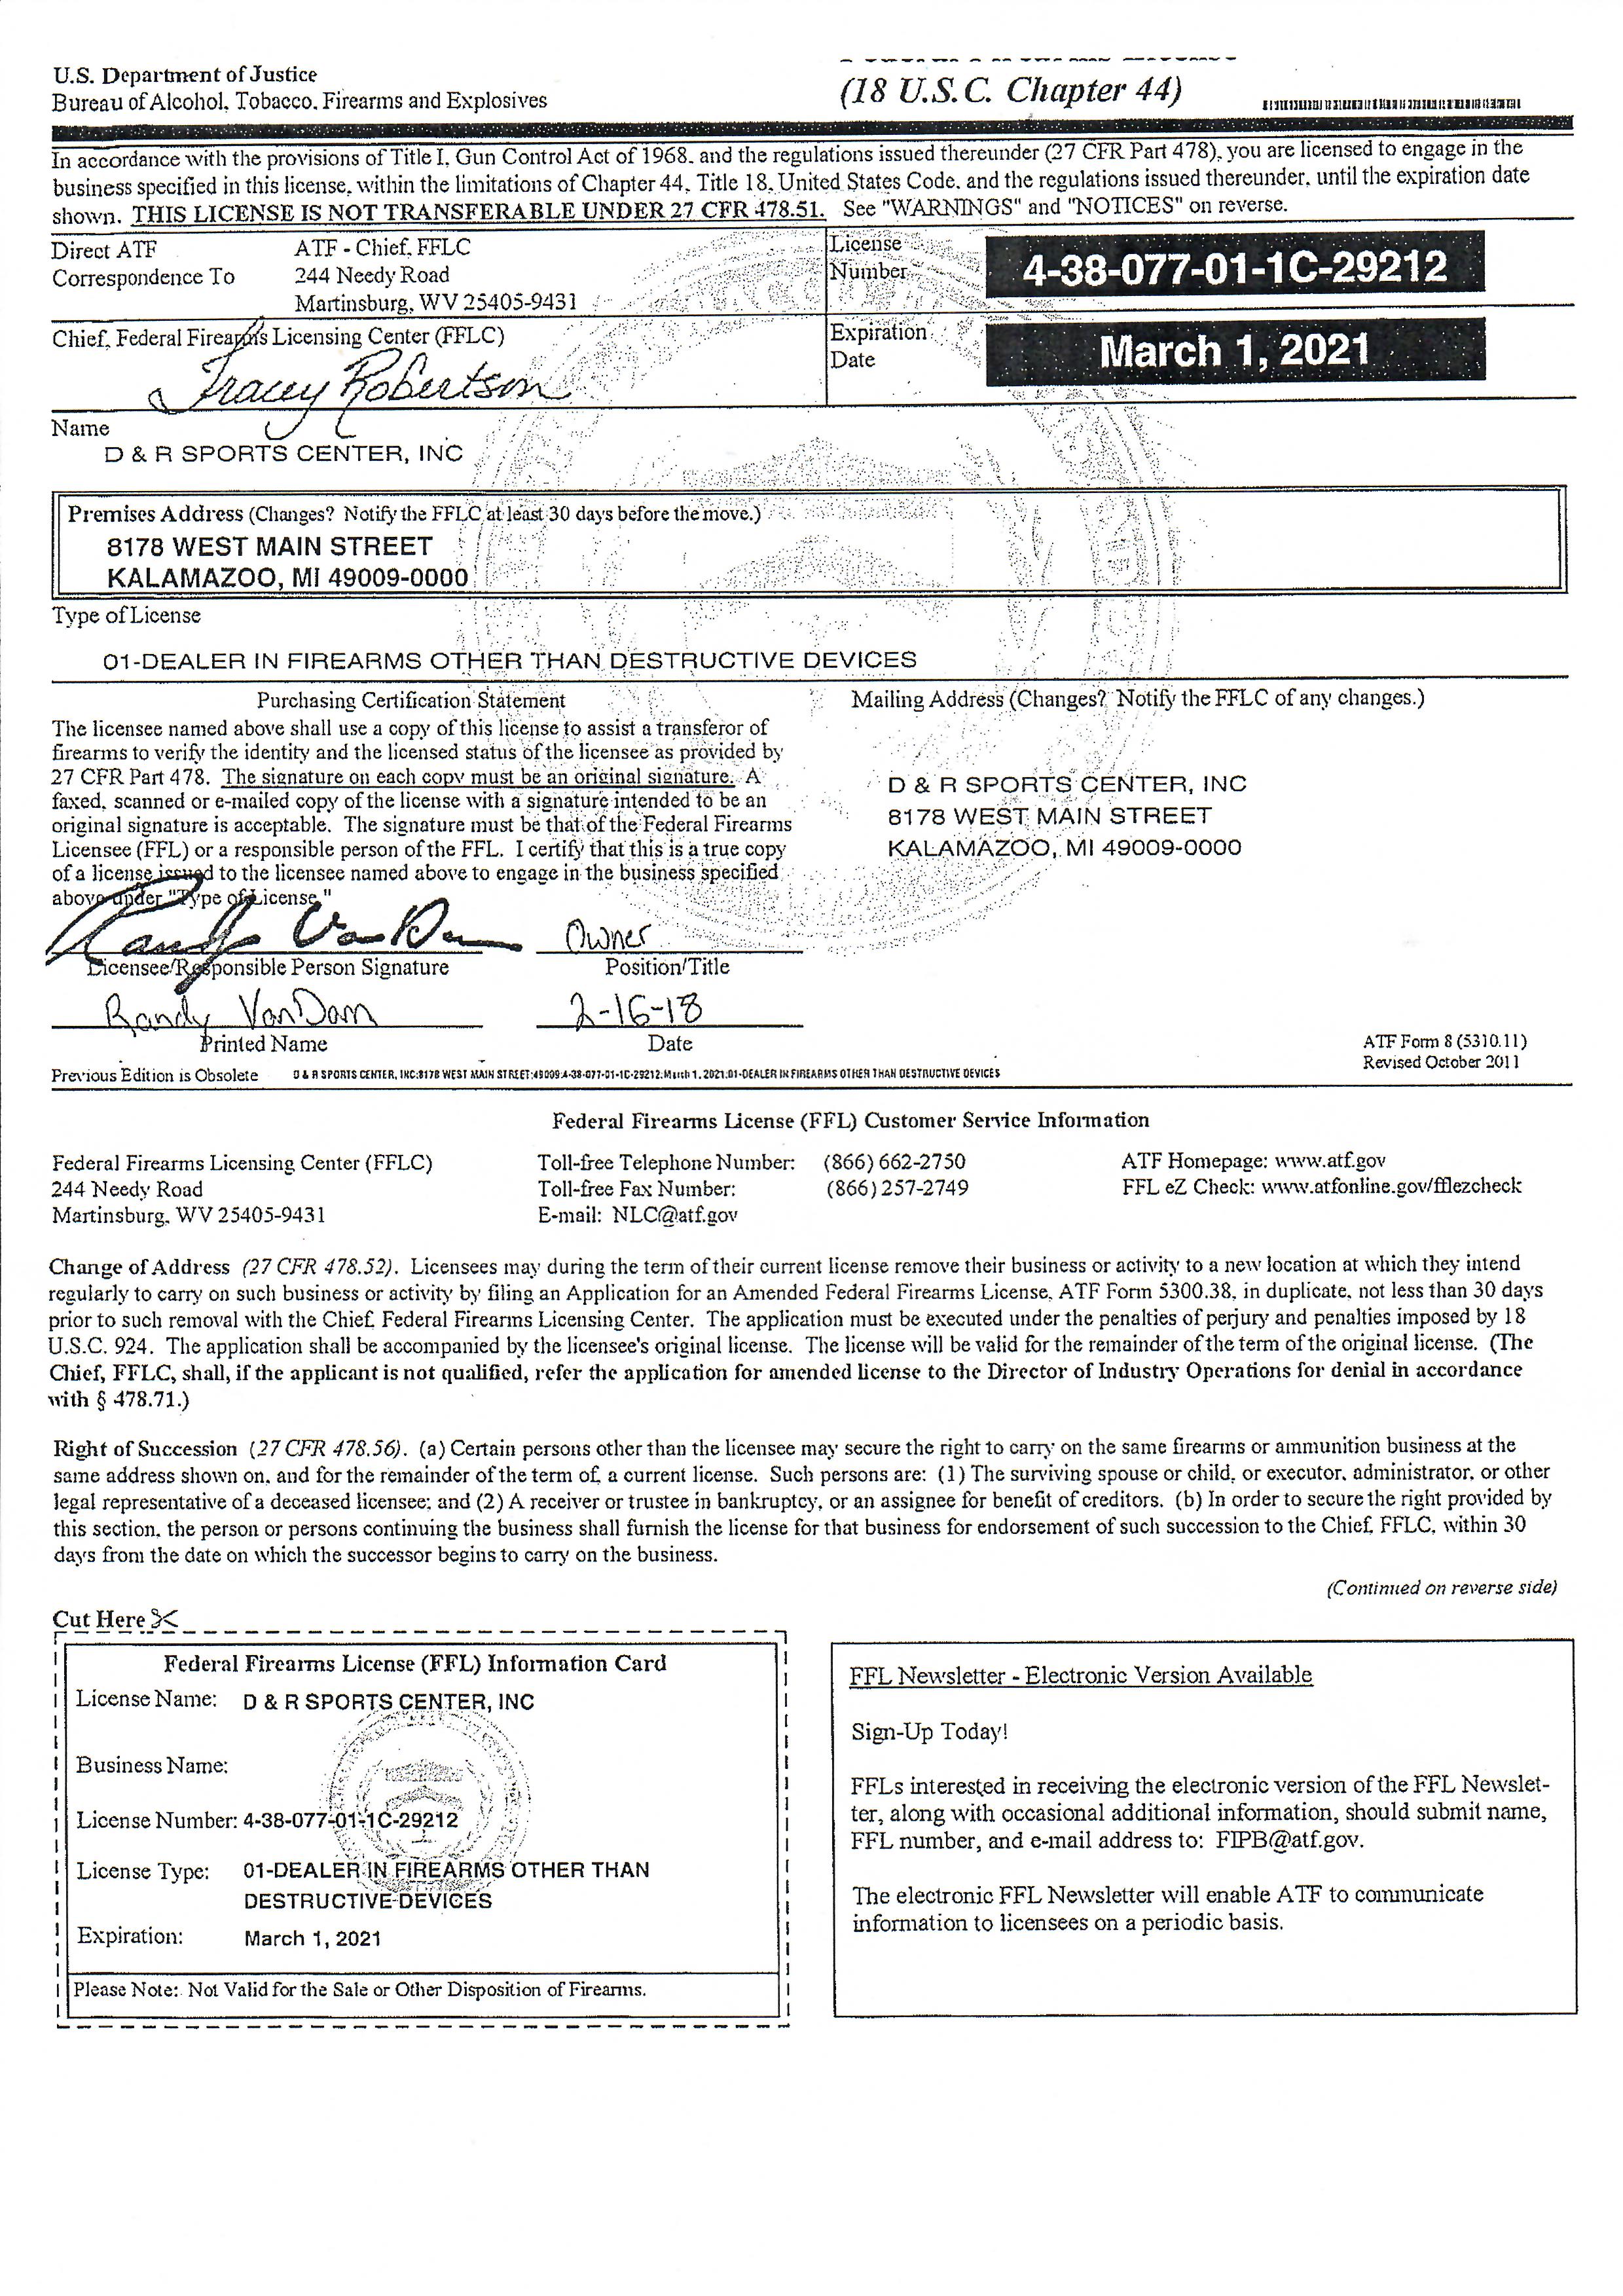 U.S. Department of Justice
Bureau of Alcohol, Tobacco, Firearms and Explosives
(18 U.S.C. Chapter 44)
In accordance with the provisions of Title I, Gun Control Act of 1968, and the regulations issued thereunder (27 CFR Part 478), you are licensed to engage in the
business specified in this license, within the limitations of Chapter 44, Title 18, United States Code, and the regulations issued thereunder, until the expiration date
shown. THIS LICENSE IS NOT TRANSFERABLE UNDER 27 CFR 478.51. See "WARNINGS" and "NOTICES" on reverse.
Direct ATF
Correspondence To
ATF - Chief, FFLC
244 Needy Road
Martinsburg, WV 25405-9431
License
Number
4-38-077-01-1C-29212
Chief, Federal Firearms Licensing Center (FFLC)
Tracey Robertson
Expiration
Date
March 1, 2021
Name
D & R SPORTS CENTER, INC
Premises Address (Changes? Notify the FFLC at least 30 days before the move.)
8178 WEST MAIN STREET
KALAMAZOO, MI 49009-0000
Type of License
01-DEALER IN FIREARMS OTHER THAN DESTRUCTIVE DEVICES
Purchasing Certification Statement
The licensee named above shall use a copy of this license to assist a transferor of
firearms to verify the identity and the licensed status of the licensee as provided by
27 CFR Part 478. The signature on each copy must be an original signature. A
faxed, scanned or e-mailed copy of the license with a signature intended to be an
original signature is acceptable. The signature must be that of the Federal Firearms
Licensee (FFL) or a responsible person of the FFL. I certify that this is a true copy
of a license issued to the licensee named above to engage in the business specified
above under "Type of License."
Mailing Address (Changes? Notify the FFLC of any changes.)
D & R SPORTS CENTER, INC
8178 WEST MAIN STREET
KALAMAZOO, MI 49009-0000
Randy VanDam
Owner
Licensee/Responsible Person Signature
Position/Title
Randy VanDam
2-16-18
Printed Name
Date
ATF Form 8 (5310.11)
Revised October 2011
Previous Edition is Obsolete
D & R SPORTS CENTER, INC:8178 WEST MAIN STREET:49009:4-38-077-01-1C-29212:March 1, 2021:01-DEALER IN FIREARMS OTHER THAN DESTRUCTIVE DEVICES
Federal Firearms License (FFL) Customer Service Information
Federal Firearms Licensing Center (FFLC)
244 Needy Road
Martinsburg, WV 25405-9431
Toll-free Telephone Number: (866) 662-2750
Toll-free Fax Number: (866) 257-2749
E-mail: NLC@atf.gov
ATF Homepage: www.atf.gov
FFL eZ Check: www.atfonline.gov/fflezcheck
Change of Address (27 CFR 478.52). Licensees may during the term of their current license remove their business or activity to a new location at which they intend
regularly to carry on such business or activity by filing an Application for an Amended Federal Firearms License, ATF Form 5300.38, in duplicate, not less than 30 days
prior to such removal with the Chief, Federal Firearms Licensing Center. The application must be executed under the penalties of perjury and penalties imposed by 18
U.S.C. 924. The application shall be accompanied by the licensee's original license. The license will be valid for the remainder of the term of the original license. (The
Chief, FFLC, shall, if the applicant is not qualified, refer the application for amended license to the Director of Industry Operations for denial in accordance
with § 478.71.)
Right of Succession (27 CFR 478.56). (a) Certain persons other than the licensee may secure the right to carry on the same firearms or ammunition business at the
same address shown on, and for the remainder of the term of, a current license. Such persons are: (1) The surviving spouse or child, or executor, administrator, or other
legal representative of a deceased licensee; and (2) A receiver or trustee in bankruptcy, or an assignee for benefit of creditors. (b) In order to secure the right provided by
this section, the person or persons continuing the business shall furnish the license for that business for endorsement of such succession to the Chief, FFLC, within 30
days from the date on which the successor begins to carry on the business.
(Continued on reverse side)
Cut Here
Federal Firearms License (FFL) Information Card
License Name: D & R SPORTS CENTER, INC
Business Name:
License Number: 4-38-077-01-1C-29212
License Type: 01-DEALER IN FIREARMS OTHER THAN
DESTRUCTIVE DEVICES
Expiration: March 1, 2021
Please Note: Not Valid for the Sale or Other Disposition of Firearms.
FFL Newsletter - Electronic Version Available
Sign-Up Today!
FFLs interested in receiving the electronic version of the FFL Newslet-
ter, along with occasional additional information, should submit name,
FFL number, and e-mail address to: FIPB@atf.gov.
The electronic FFL Newsletter will enable ATF to communicate
information to licensees on a periodic basis.